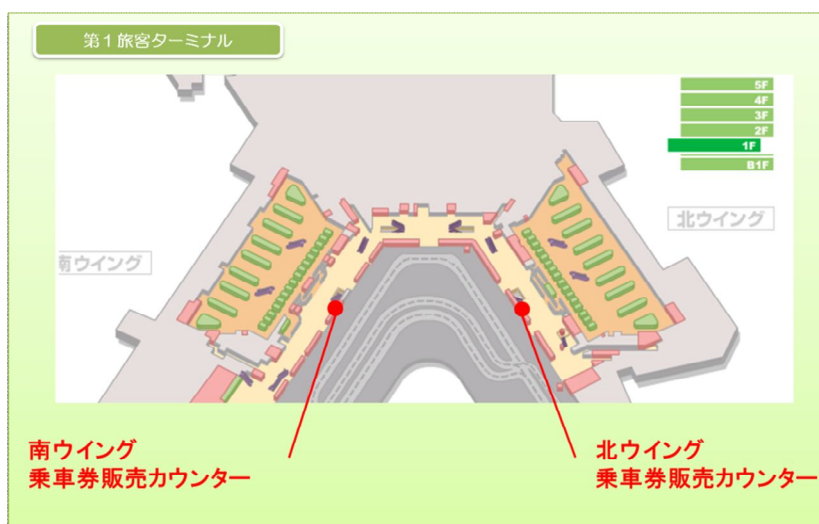 第1旅客ターミナル
5F
4F
3F
2F
1F
B1F
北ウイング
南ウイング
南ウイング
乗車券販売カウンター
北ウイング
乗車券販売カウンター